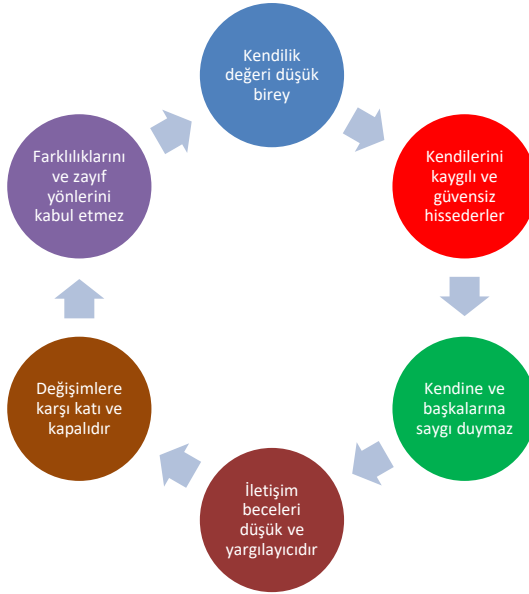 Kendilik
değeri düşük
birey
Kendilerini
kaygılı ve
güvensiz
hissederler
Kendine ve
başkalarına
saygı duymaz
İletişim
beceleri
düşük ve
yargılayıcıdır
Değişimlere
karşı katı ve
kapalıdır
Farklılıklarını
ve zayıf
yönlerini
kabul etmez